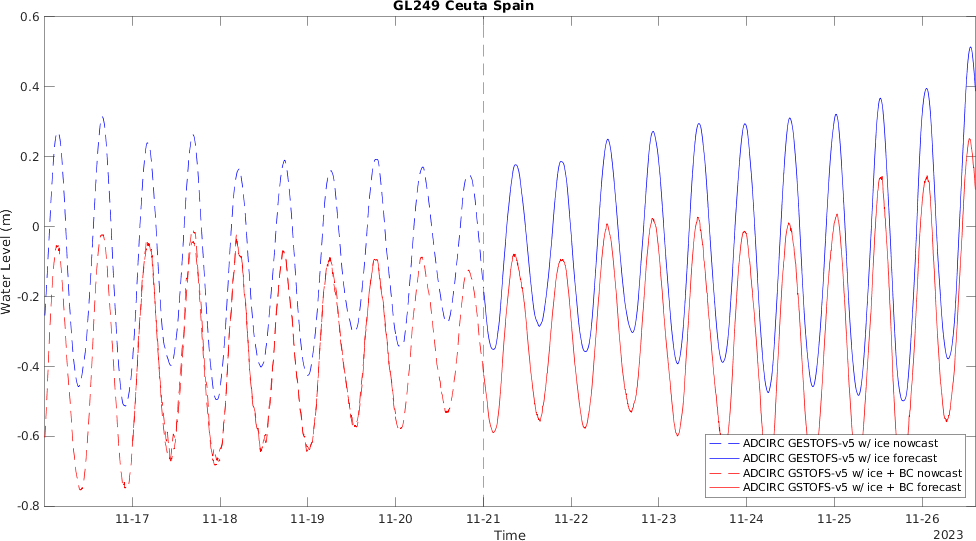 GL249 Ceuta Spain
0.6
0.4
0.2
0
-0.2
-0.4
-0.6
-0.8
Water Level (m)
ADCIRC GESTOFS-v5 w/ ice nowcast
ADCIRC GESTOFS-v5 w/ ice forecast
ADCIRC GSTOFS-v5 w/ ice + BC nowcast
ADCIRC GSTOFS-v5 w/ ice + BC forecast
11-17 11-18 11-19 11-20 11-21 11-22 11-23 11-24 11-25 11-26
Time
2023